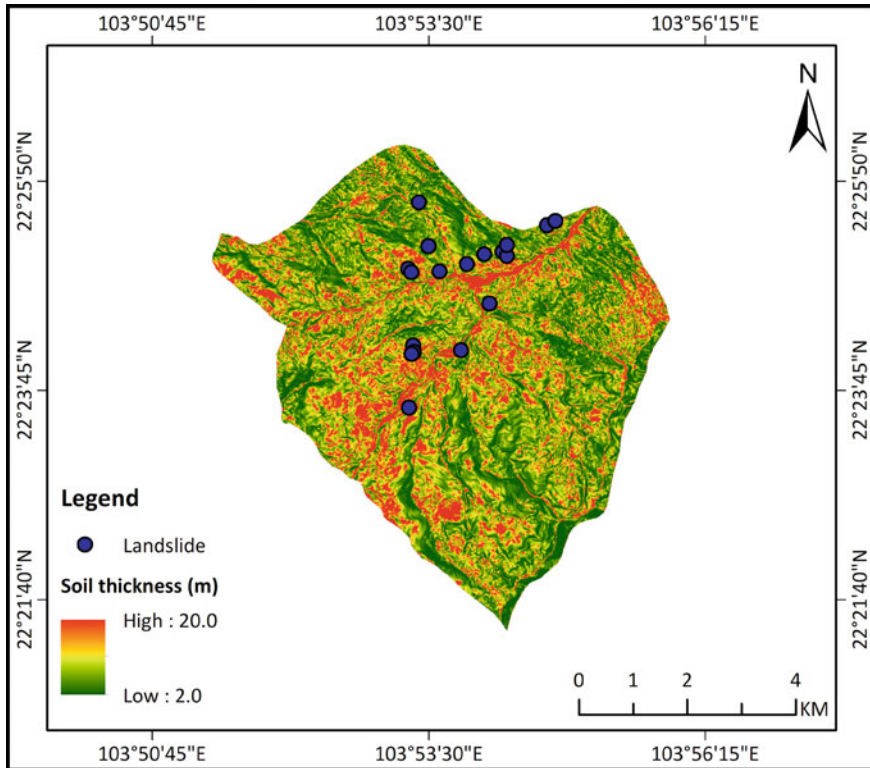 103°50'45"E 103°53'30"E 103°56'15"E
N
22°25'50"N 22°25'50"N
22°23'45"N 22°23'45"N
Legend
Landslide
Soil thickness (m)
High : 20.0
Low : 2.0
22°21'40"N 22°21'40"N
0 1 2 4
KM
103°50'45"E 103°53'30"E 103°56'15"E